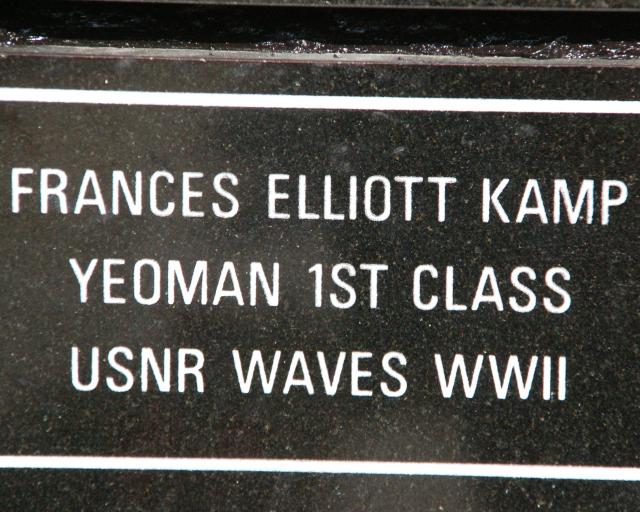 FRANCES ELLIOTT KAMP
YEOMAN 1ST CLASS
USNR WAVES WWII